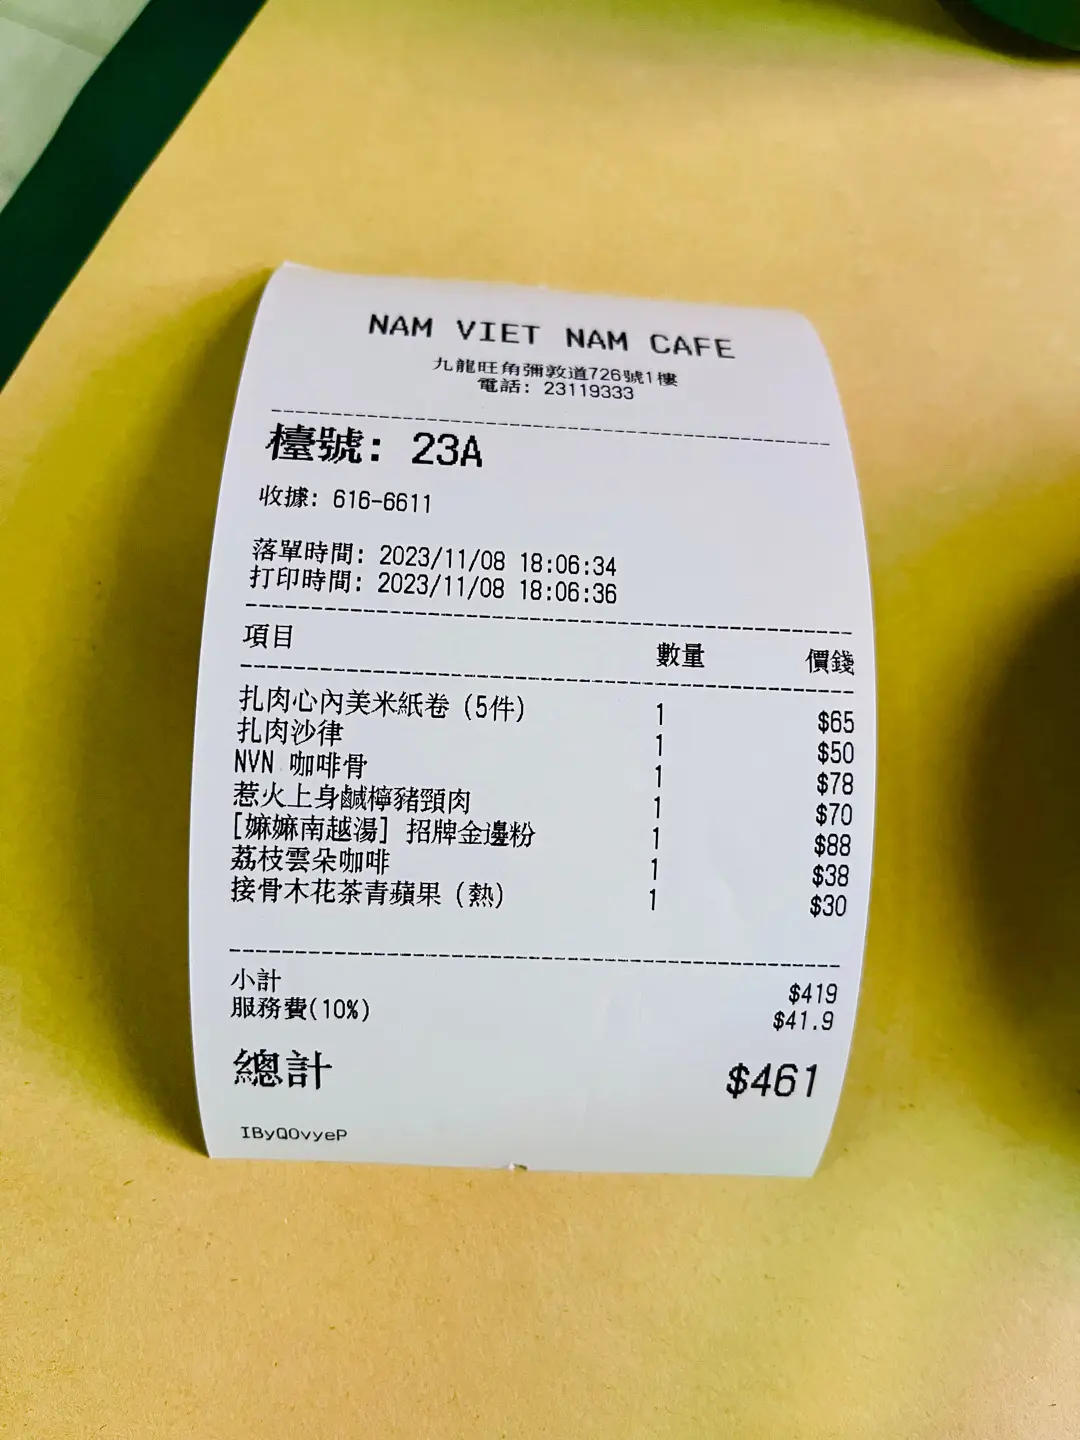 NAM VIET NAM CAFE
九龍旺角彌敦道726號1樓
電話: 23119333
檯號: 23A
收據: 616-6611
落單時間: 2023/11/08 18:06:34
打印時間: 2023/11/08 18:06:36
項目 數量 價錢
扎肉心內美米紙卷 (5件) 1 $65
扎肉沙律 1 $50
NVN 咖啡骨 1 $78
惹火上身鹹檸豬頸肉 1 $70
[嫲嫲南越湯] 招牌金邊粉 1 $88
荔枝雲朵咖啡 1 $38
接骨木花茶青蘋果 (熱) 1 $30
小計 $419
服務費(10%) $41.9
總計 $461
IByQOvyeP